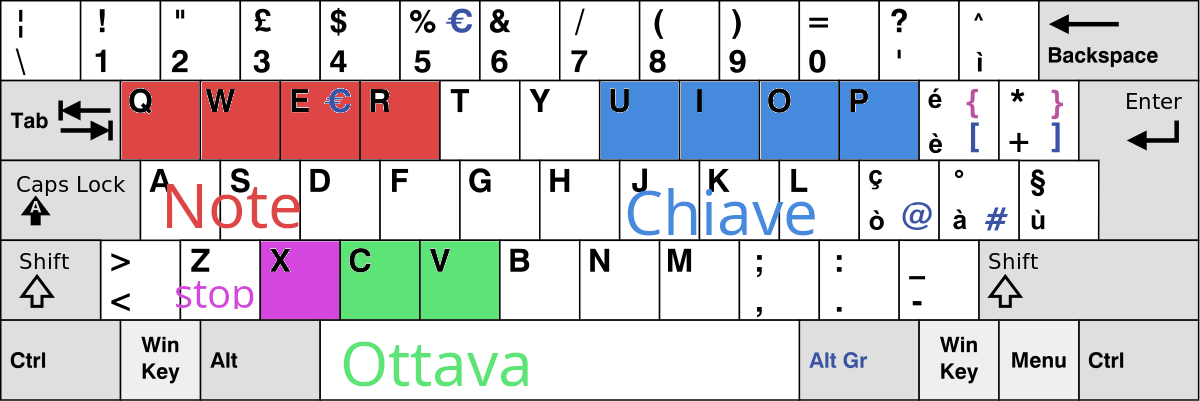 ¦ ! " £ $ % € & / ( ) = ? ^
\ 1 2 3 4 5 6 7 8 9 0 ' ì Backspace
Tab Q W E € R T Y U I O P é { * } Enter
è [ + ]
Caps Lock A S D F G H J K L ç ° §
A Note Chiave ò @ à # ù
Shift > Z X C V B N M ; : _ Shift
< stop , . -
Ctrl Win Key Alt Ottava Alt Gr Win Key Menu Ctrl